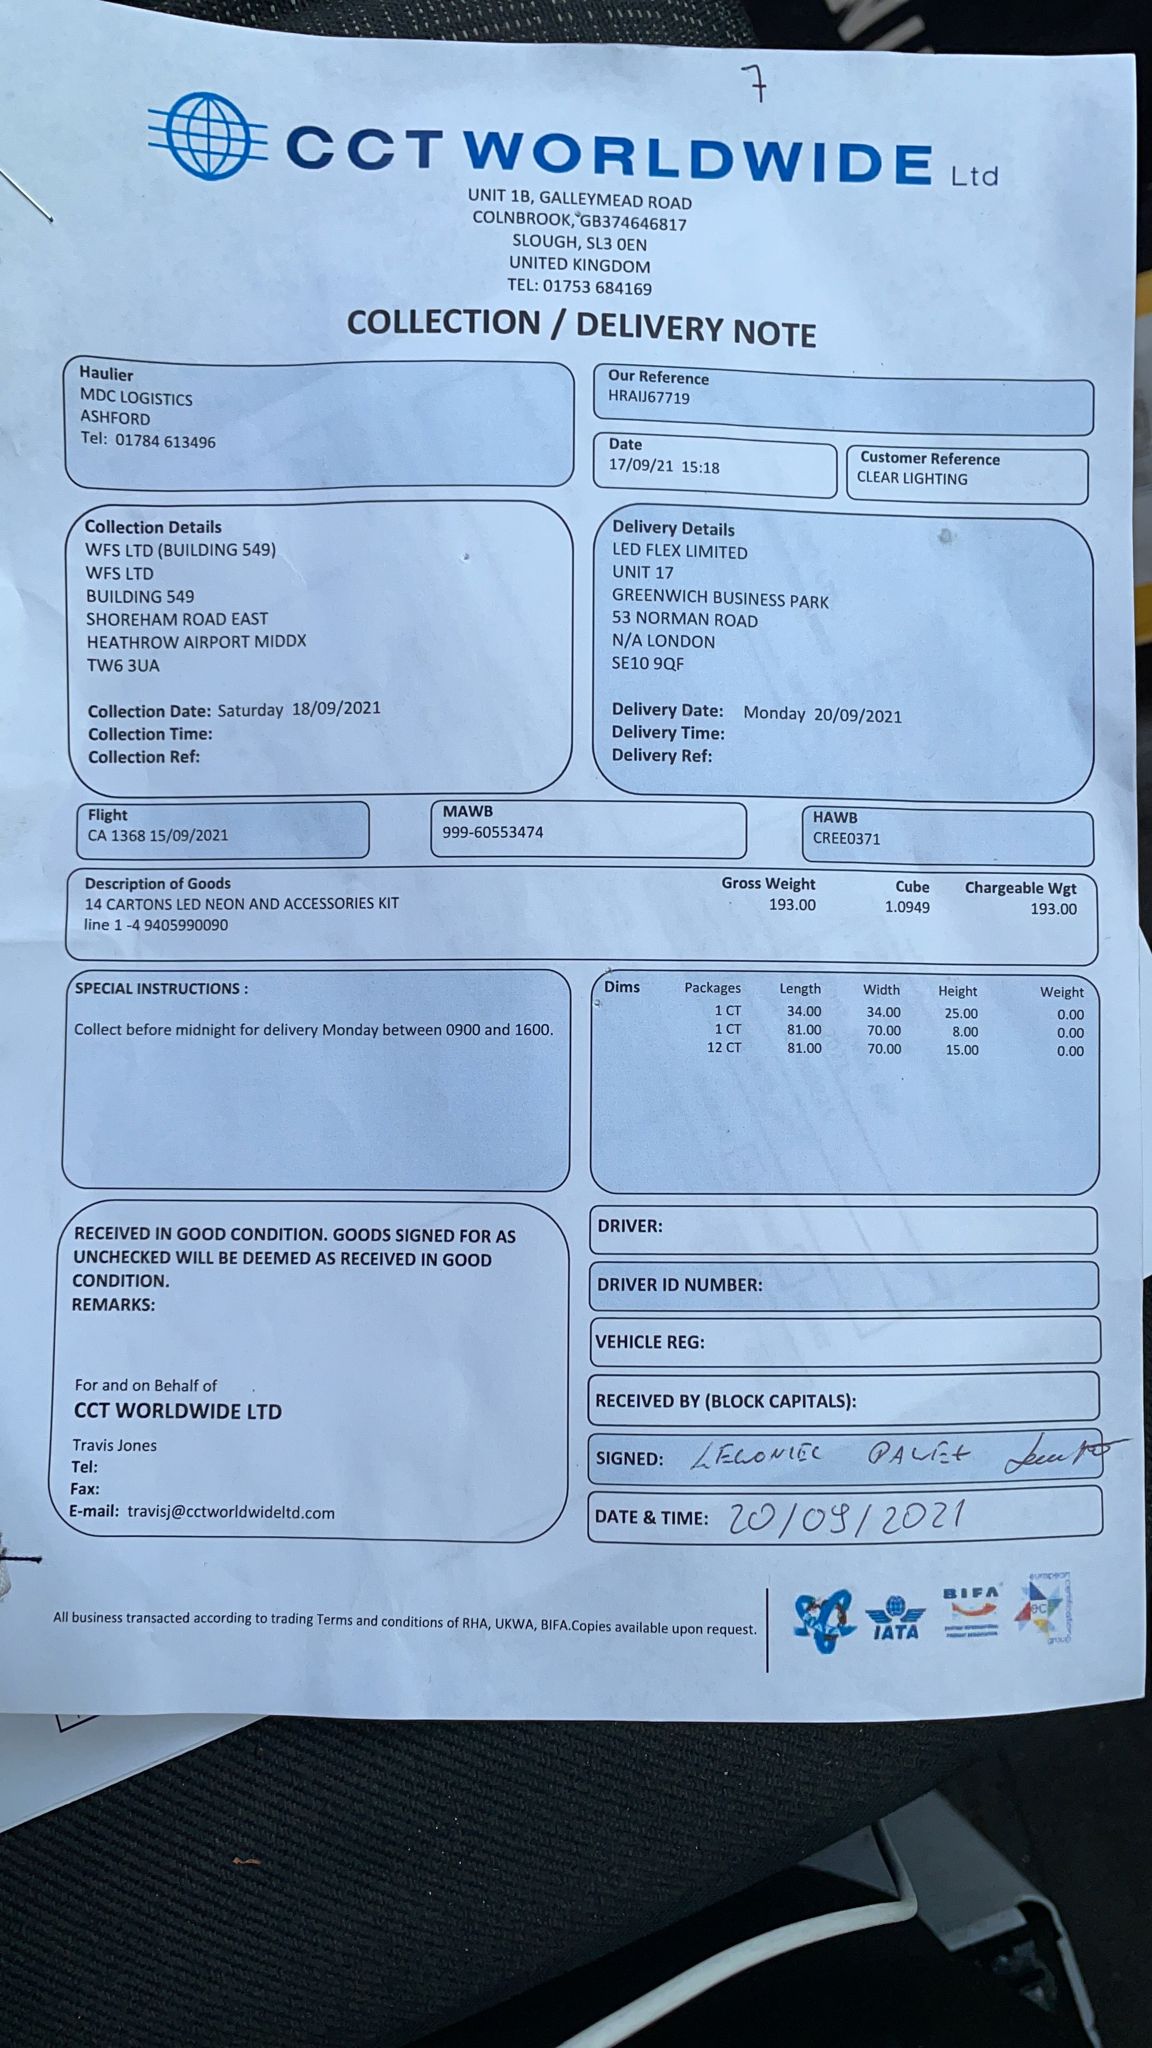 7
CCT WORLDWIDE Ltd
UNIT 1B, GALLEYMEAD ROAD
COLNBROOK, GB374646817
SLOUGH, SL3 0EN
UNITED KINGDOM
TEL: 01753 684169
COLLECTION / DELIVERY NOTE
Haulier
MDC LOGISTICS
ASHFORD
Tel: 01784 613496
Our Reference
HRAIJ67719
Date
17/09/21 15:18
Customer Reference
CLEAR LIGHTING
Collection Details
WFS LTD (BUILDING 549)
WFS LTD
BUILDING 549
SHOREHAM ROAD EAST
HEATHROW AIRPORT MIDDX
TW6 3UA
Collection Date: Saturday 18/09/2021
Collection Time:
Collection Ref:
Delivery Details
LED FLEX LIMITED
UNIT 17
GREENWICH BUSINESS PARK
53 NORMAN ROAD
N/A LONDON
SE10 9QF
Delivery Date: Monday 20/09/2021
Delivery Time:
Delivery Ref:
Flight
CA 1368 15/09/2021
MAWB
999-60553474
HAWB
CREE0371
Description of Goods Gross Weight Cube Chargeable Wgt
14 CARTONS LED NEON AND ACCESSORIES KIT 193.00 1.0949 193.00
line 1 -4 9405990090
SPECIAL INSTRUCTIONS :
Collect before midnight for delivery Monday between 0900 and 1600.
Dims Packages Length Width Height Weight
1 CT 34.00 34.00 25.00 0.00
1 CT 81.00 70.00 8.00 0.00
12 CT 81.00 70.00 15.00 0.00
RECEIVED IN GOOD CONDITION. GOODS SIGNED FOR AS
UNCHECKED WILL BE DEEMED AS RECEIVED IN GOOD
CONDITION.
REMARKS:
For and on Behalf of
CCT WORLDWIDE LTD
Travis Jones
Tel:
Fax:
E-mail: travisj@cctworldwideltd.com
DRIVER:
DRIVER ID NUMBER:
VEHICLE REG:
RECEIVED BY (BLOCK CAPITALS):
SIGNED:
DATE & TIME: 20/09/2021
All business transacted according to trading Terms and conditions of RHA, UKWA, BIFA.Copies available upon request.
IATA
BIFA
european
ec
group